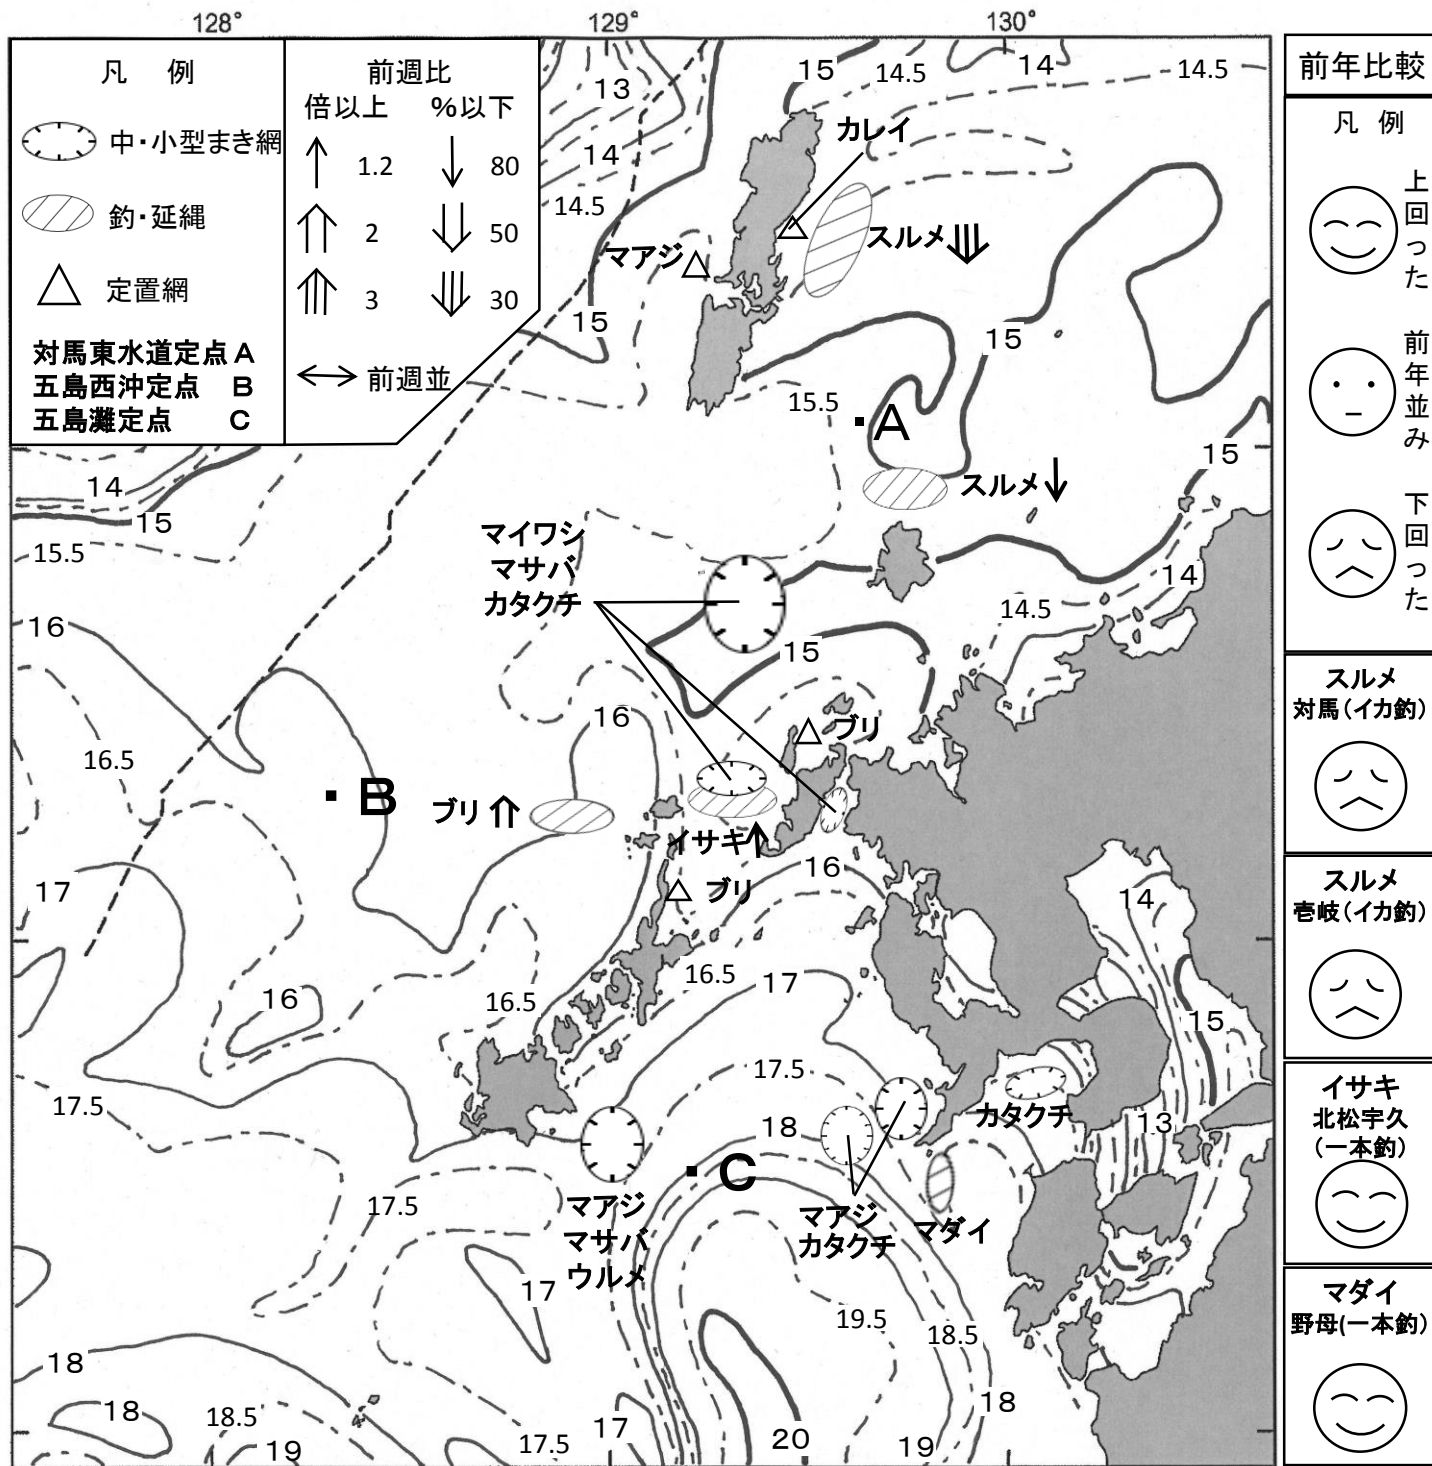 128°
129°
130°
凡 例
中・小型まき網
釣・延縄
定置網
対馬東水道定点 A
五島西沖定点 B
五島灘定点 C
前週比
倍以上 %以下
1.2 80
2 50
3 30
前週並
13
14
14.5
15
15
14.5
14
14.5
カレイ
マアジ
スルメ
15
15.5
A
15
スルメ
14
15
15.5
マイワシ
マサバ
カタクチ
14
14.5
15
16
15
16.5
16
ブリ
B
ブリ
イサキ
16
ブリ
17
14
16
16.5
16.5
17
15
17.5
17.5
カタクチ
13
18
C
17.5
マアジ
マサバ
ウルメ
マアジ
カタクチ
マダイ
17
19.5
18.5
18
18
18.5
19
17.5
17
20
19
18
前年比較
凡 例
上回った
前年並み
下回った
スルメ
対馬(イカ釣)
スルメ
壱岐(イカ釣)
イサキ
北松宇久
(一本釣)
マダイ
野母(一本釣)